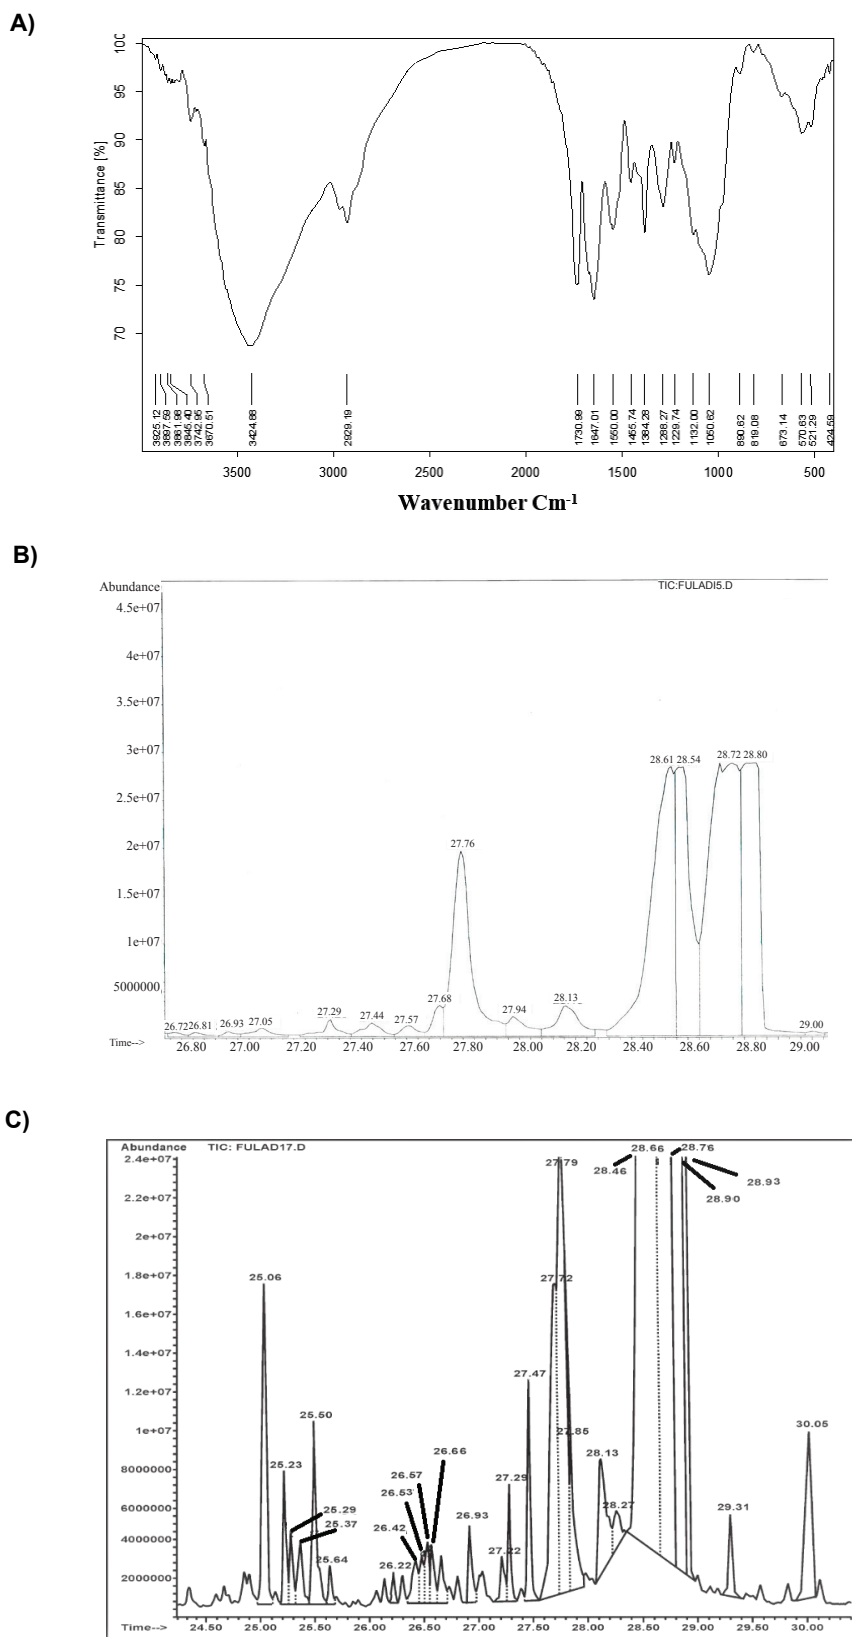 A)
100
95
90
85
80
75
70
Transmittance [%]
3925.12
3897.59
3861.98
3845.40
3742.95
3670.51
3424.88
2929.19
1730.99
1647.01
1550.00
1455.74
1384.28
1288.27
1229.74
1132.00
1050.62
890.62
819.08
673.14
570.63
521.29
424.59
3500 3000 2500 2000 1500 1000 500
Wavenumber Cm-1
B)
Abundance
TIC:FULADI5.D
4.5e+07
4e+07
3.5e+07
3e+07
2.5e+07
2e+07
1.5e+07
1e+07
5000000
28.61 28.54 28.72 28.80
27.76
26.72 26.81 26.93 27.05 27.29 27.44 27.57 27.68 27.94 28.13 29.00
Time-->
26.80 27.00 27.20 27.40 27.60 27.80 28.00 28.20 28.40 28.60 28.80 29.00
C)
Abundance TIC: FULAD17.D
2.4e+07
2.2e+07
2e+07
1.8e+07
1.6e+07
1.4e+07
1.2e+07
1e+07
8000000
6000000
4000000
2000000
27.79 28.46 28.66 28.76
28.93
28.90
25.06 27.72
27.47
25.50 27.85 30.05
25.23 26.57 26.66 27.29 28.13
26.53
25.29 26.42 26.93 28.27 29.31
25.37
25.64 26.22 27.22
Time-->
24.50 25.00 25.50 26.00 26.50 27.00 27.50 28.00 28.50 29.00 29.50 30.00